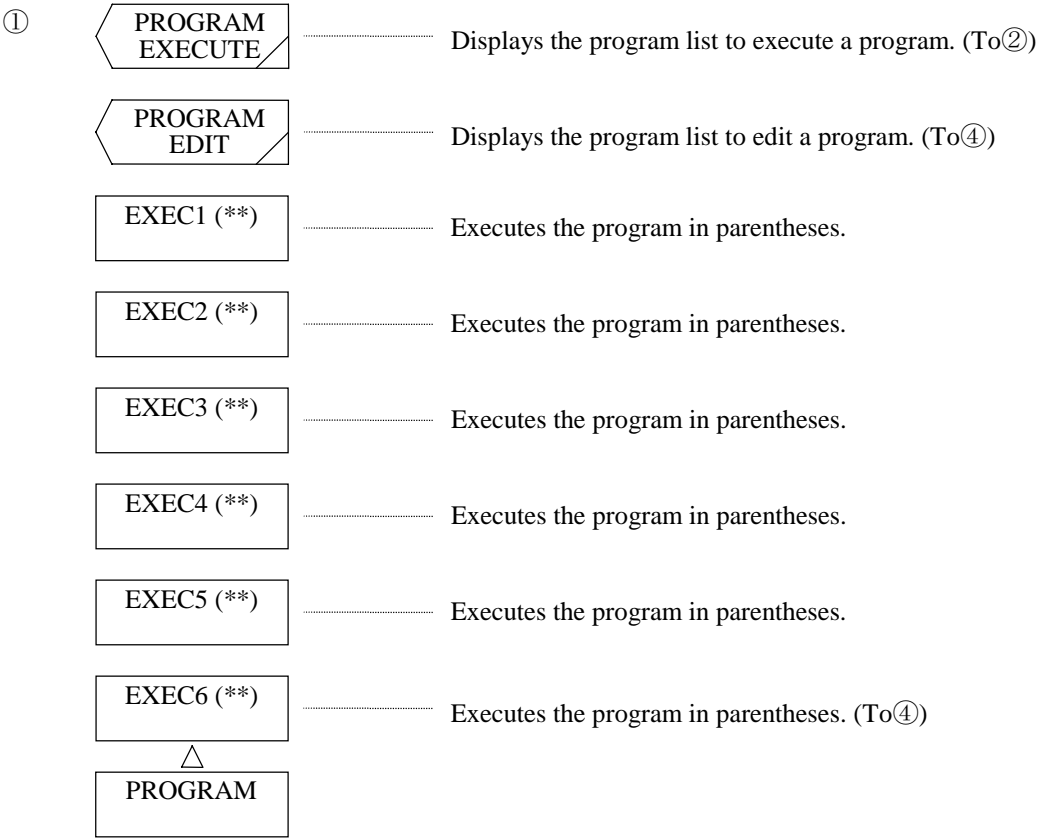 ①
PROGRAM
EXECUTE
Displays the program list to execute a program. (To②)
PROGRAM
EDIT
Displays the program list to edit a program. (To④)
EXEC1 (**)
Executes the program in parentheses.
EXEC2 (**)
Executes the program in parentheses.
EXEC3 (**)
Executes the program in parentheses.
EXEC4 (**)
Executes the program in parentheses.
EXEC5 (**)
Executes the program in parentheses.
EXEC6 (**)
Executes the program in parentheses. (To④)
PROGRAM